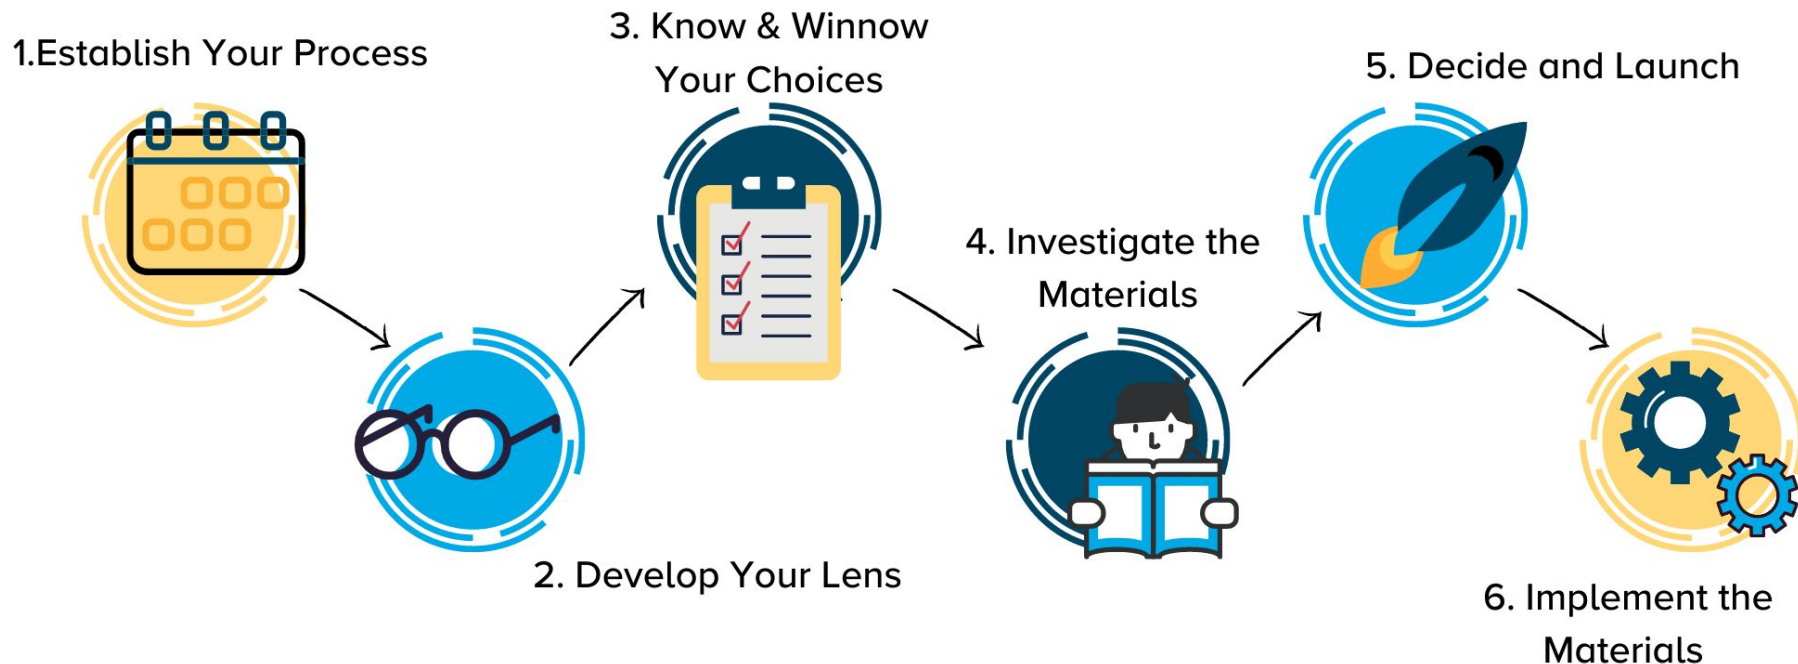 1.Establish Your Process
2. Develop Your Lens
3. Know & Winnow
Your Choices
4. Investigate the
Materials
5. Decide and Launch
6. Implement the
Materials